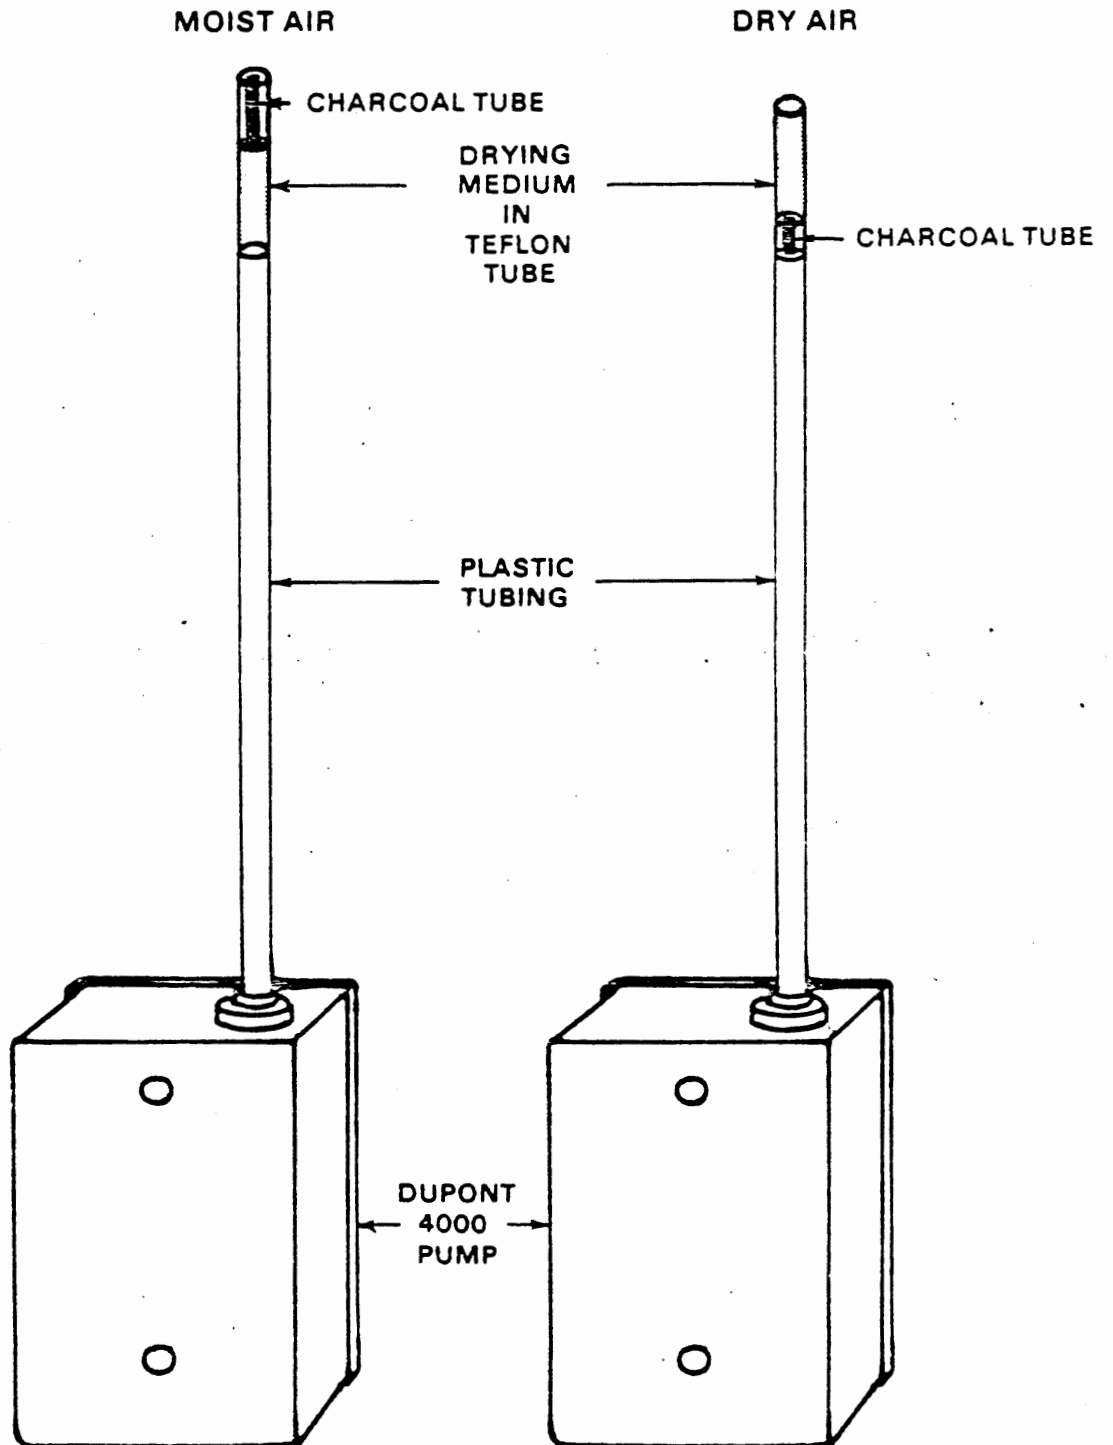 MOIST AIR
DRY AIR
CHARCOAL TUBE
DRYING
MEDIUM
IN
TEFLON
TUBE
CHARCOAL TUBE
PLASTIC
TUBING
DUPONT
4000
PUMP